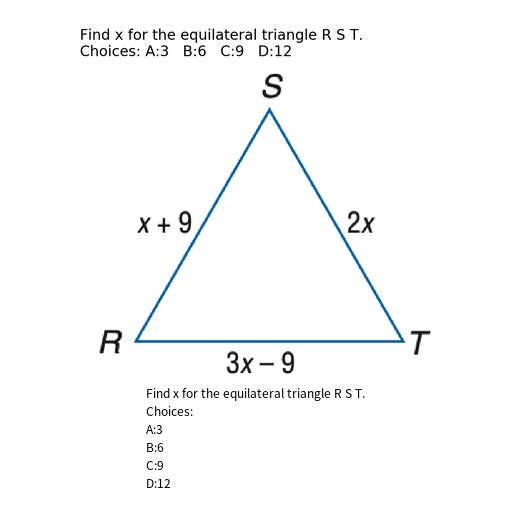 Find x for the equilateral triangle R S T.
Choices: A:3   B:6   C:9   D:12
S
x + 9
2x
R
T
3x – 9
Find x for the equilateral triangle R S T.
Choices:
A:3
B:6
C:9
D:12